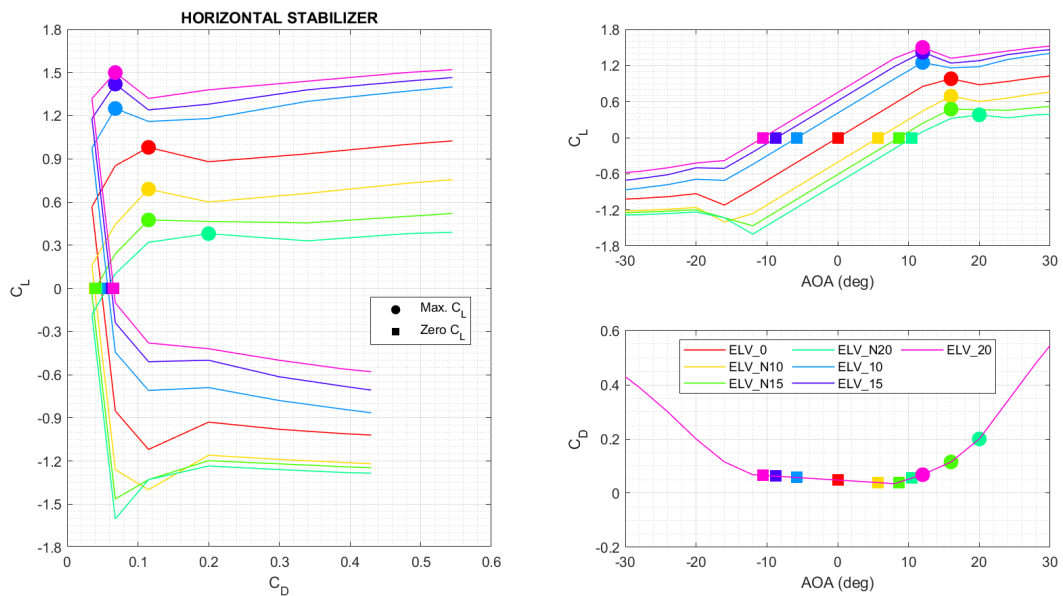 HORIZONTAL STABILIZER
1.8
1.5
1.2
0.9
0.6
0.3
0
-0.3
-0.6
-0.9
-1.2
-1.5
-1.8
C_L
0 0.1 0.2 0.3 0.4 0.5 0.6
C_D
Max. C_L
Zero C_L
1.8
1.2
0.6
0
-0.6
-1.2
-1.8
C_L
-30 -20 -10 0 10 20 30
AOA (deg)
0.6
0.4
0.2
0
-0.2
C_D
ELV_0 ELV_N20 ELV_20
ELV_N10 ELV_10
ELV_N15 ELV_15
-30 -20 -10 0 10 20 30
AOA (deg)